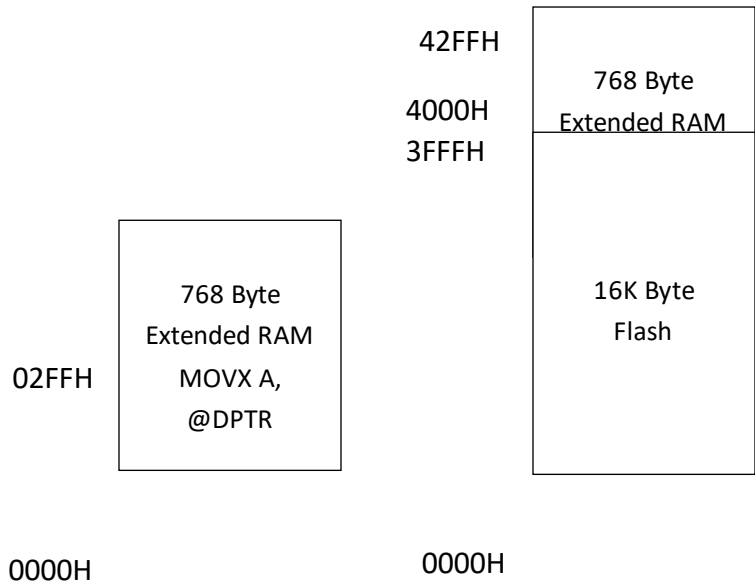 42FFH
768 Byte
4000H
Extended RAM
3FFFH
768 Byte
Extended RAM
02FFH
MOVX A,
@DPTR
16K Byte
Flash
0000H
0000H